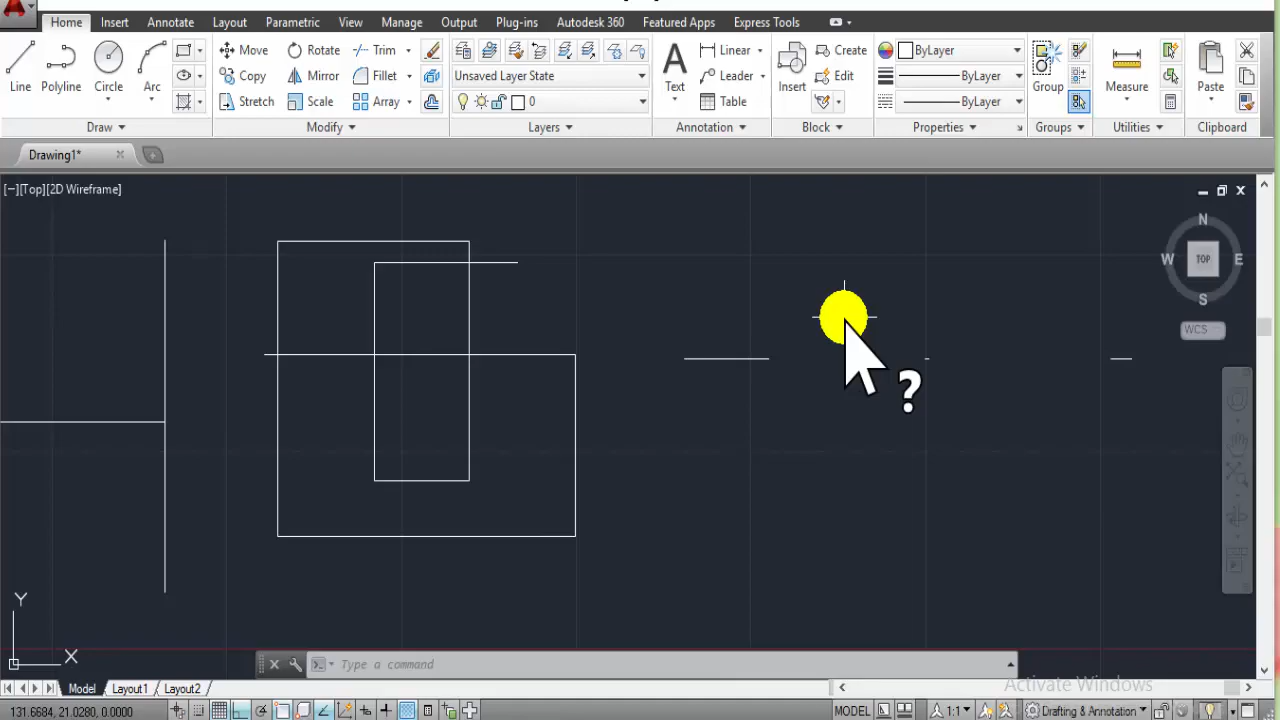 Home Insert Annotate Layout Parametric View Manage Output Plug-ins Autodesk 360 Featured Apps Express Tools
Line Polyline Circle Arc
Move Rotate Trim
Copy Mirror Fillet
Stretch Scale Array
Unsaved Layer State
0
Text Linear
Leader
Table
Insert Create
Edit
ByLayer
ByLayer
ByLayer
Group Measure Paste
Draw Modify Layers Annotation Block Properties Groups Utilities Clipboard
Drawing1*
[−][Top][2D Wireframe]
N
W TOP E
S
WCS
?
Y
X
Type a command
Activate Windows
Model Layout1 Layout2
131.6684, 21.0280, 0.0000 MODEL 1:1 Drafting & Annotation